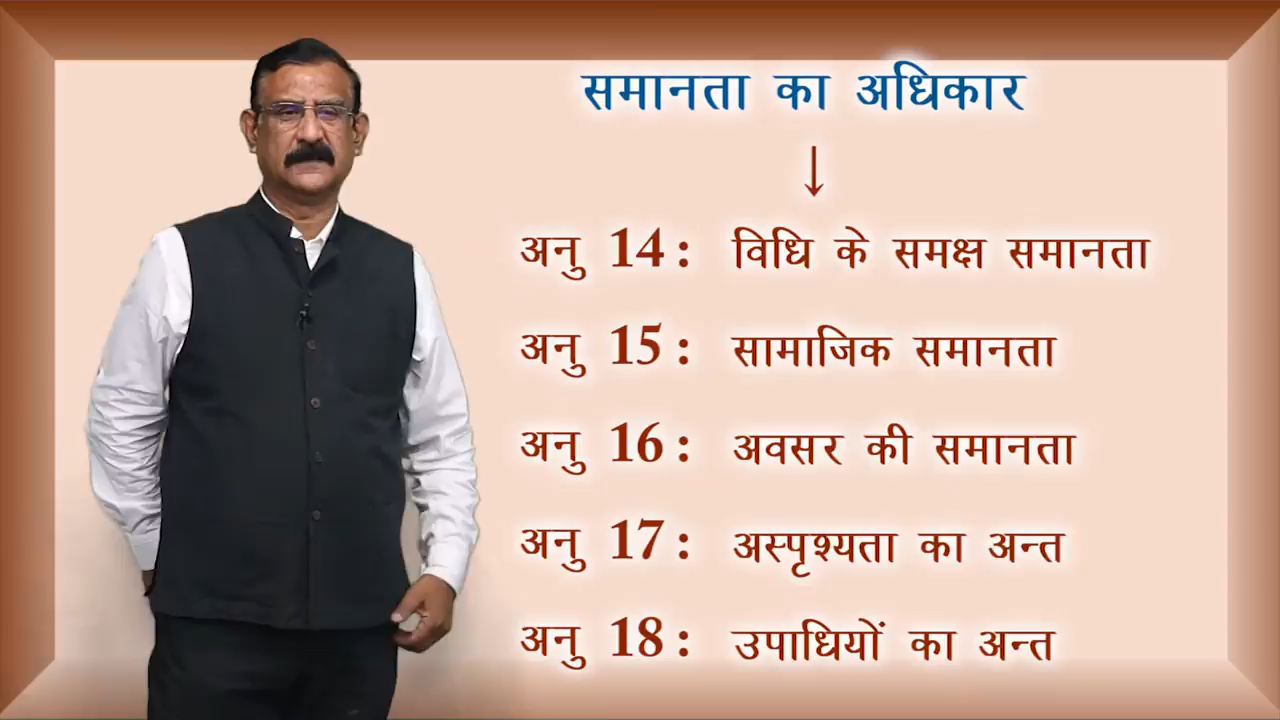 समानता का अधिकार
↓
अनु 14: विधि के समक्ष समानता
अनु 15: सामाजिक समानता
अनु 16: अवसर की समानता
अनु 17: अस्पृश्यता का अन्त
अनु 18: उपाधियों का अन्त